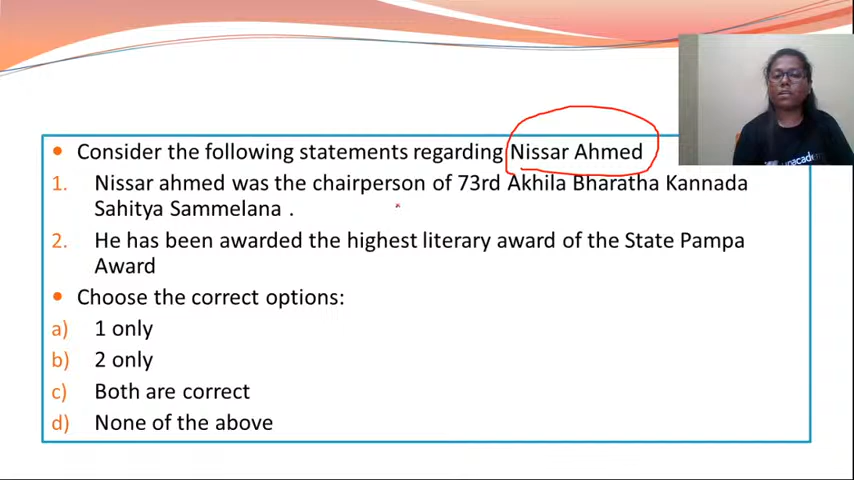 Consider the following statements regarding Nissar Ahmed
1. Nissar ahmed was the chairperson of 73rd Akhila Bharatha Kannada
Sahitya Sammelana .
2. He has been awarded the highest literary award of the State Pampa
Award
Choose the correct options:
a) 1 only
b) 2 only
c) Both are correct
d) None of the above